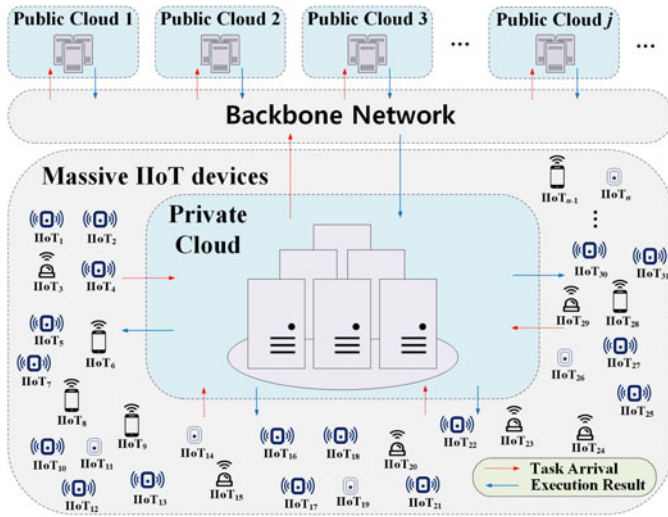 Public Cloud 1
Public Cloud 2
Public Cloud 3
...
Public Cloud j
...
Backbone Network
Massive IIoT devices
Private
Cloud
IIoTn-1
IIoTn
IIoT1
IIoT2
IIoT3
IIoT4
IIoT30
IIoT31
IIoT29
IIoT28
IIoT5
IIoT6
IIoT7
IIoT27
IIoT26
IIoT8
IIoT9
IIoT25
IIoT10
IIoT11
IIoT14
IIoT16
IIoT18
IIoT20
IIoT22
IIoT23
IIoT24
IIoT12
IIoT13
IIoT15
IIoT17
IIoT19
IIoT21
Task Arrival
Execution Result